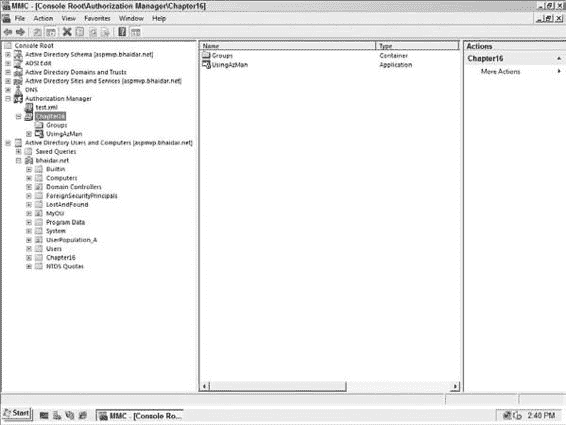 MMC - [Console Root\Authorization Manager\Chapter16]
File Action View Favorites Window Help
Console Root
Active Directory Schema [aspmvp.bhaidar.net]
ADSI Edit
Active Directory Domains and Trusts
Active Directory Sites and Services [aspmvp.bhaidar.net]
DNS
Authorization Manager
test.xml
Chapter16
Groups
UsingAzMan
Active Directory Users and Computers [aspmvp.bhaidar.net]
Saved Queries
bhaidar.net
Builtin
Computers
Domain Controllers
ForeignSecurityPrincipals
LostAndFound
MyOU
Program Data
System
UserPopulation_A
Users
Chapter16
NTDS Quotas
Name Type
Groups Container
UsingAzMan Application
Actions
Chapter16
More Actions
Start
MMC - [Console Ro...
2:40 PM